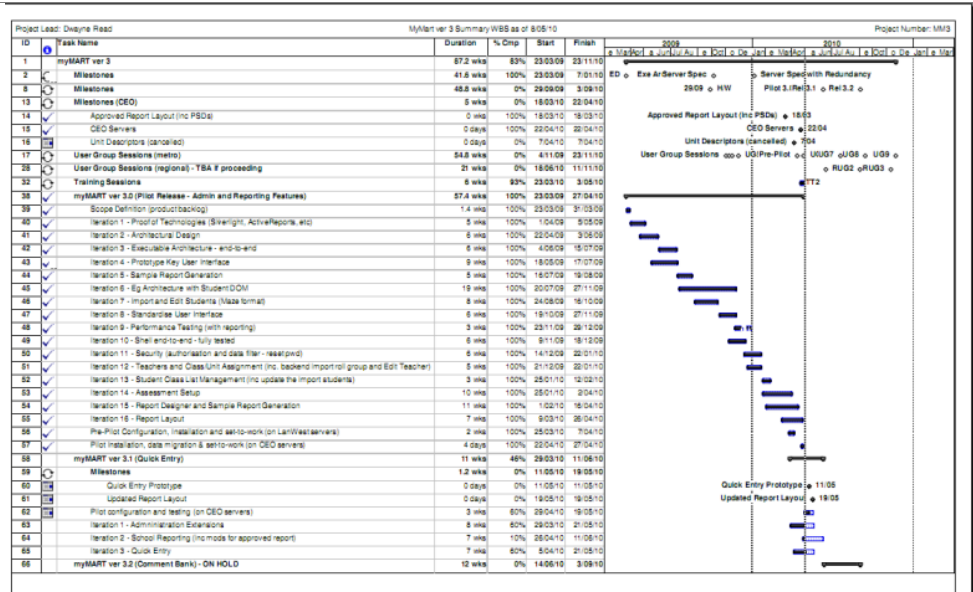 Project Lead: Dwayne Read MyMart ver 3 Summary WBS as of 8/05/10 Project Number: MM3
ID Task Name Duration % Cmp Start Finish 2009 2010
1 myMART ver 3 87.2 wks 83% 23/03/09 23/11/10
2 Milestones 41.6 wks 100% 23/03/09 7/01/10 ED Exe Ar Server Spec Server Spec with Redundancy
8 Milestones 48.8 wks 0% 29/09/09 3/09/10 29/09 H/W Pilot 3.(Rel 3.1 Rel 3.2
13 Milestones (CEO) 5 wks 0% 18/03/10 22/04/10
14 Approved Report Layout (inc PSDs) 0 wks 100% 18/03/10 18/03/10 Approved Report Layout (inc PSDs) 18/03
15 CEO Servers 0 days 100% 22/04/10 22/04/10 CEO Servers 22/04
16 Unit Descriptors (cancelled) 0 days 0% 7/04/10 7/04/10 Unit Descriptors (cancelled) 7/04
17 User Group Sessions (metro) 54.8 wks 0% 4/11/09 23/11/10 User Group Sessions UG!Pre-Pilot UIUG7 UG8 UG9
28 User Group Sessions (regional) - TBA if proceeding 21 wks 0% 18/06/10 11/11/10 RUG2 RUG3
32 Training Sessions 6 wks 93% 23/03/10 3/05/10 TT2
38 myMART ver 3.0 (Pilot Release - Admin and Reporting Features) 57.4 wks 100% 23/03/09 27/04/10
39 Scope Definition (product backlog) 1.4 wks 100% 23/03/09 31/03/09
40 Iteration 1 - Proof of Technologies (Silverlight, ActiveReports, etc) 5 wks 100% 1/04/09 5/05/09
41 Iteration 2 - Architectural Design 6 wks 100% 22/04/09 3/06/09
42 Iteration 3 - Executable Architecture - end-to-end 6 wks 100% 4/06/09 15/07/09
43 Iteration 4 - Prototype Key User Interface 9 wks 100% 18/05/09 17/07/09
44 Iteration 5 - Sample Report Generation 5 wks 100% 16/07/09 19/08/09
45 Iteration 6 - Eg Architecture with Student DOM 19 wks 100% 20/07/09 27/11/09
46 Iteration 7 - Import and Edit Students (Maze format) 8 wks 100% 24/08/09 16/10/09
47 Iteration 8 - Standardise User Interface 6 wks 100% 19/10/09 27/11/09
48 Iteration 9 - Performance Testing (with reporting) 3 wks 100% 23/11/09 29/12/09
49 Iteration 10 - Shell end-to-end - fully tested 6 wks 100% 9/11/09 18/12/09
50 Iteration 11 - Security (authorisation and data filter - reset pwd) 6 wks 100% 14/12/09 22/01/10
51 Iteration 12 - Teachers and Class/Unit Assignment (inc. backend import roll group and Edit Teacher) 5 wks 100% 21/12/09 22/01/10
52 Iteration 13 - Student Class List Management (inc update the import students) 3 wks 100% 25/01/10 12/02/10
53 Iteration 14 - Assessment Setup 10 wks 100% 25/01/10 2/04/10
54 Iteration 15 - Report Designer and Sample Report Generation 11 wks 100% 1/02/10 16/04/10
55 Iteration 16 - Report Layout 7 wks 100% 9/03/10 26/04/10
56 Pre-Pilot Configuration, Installation and set-to-work (on LanWest servers) 2 wks 100% 25/03/10 7/04/10
57 Pilot Installation, data migration & set-to-work (on CEO servers) 4 days 100% 22/04/10 27/04/10
58 myMART ver 3.1 (Quick Entry) 11 wks 46% 29/03/10 11/06/10
59 Milestones 1.2 wks 0% 11/05/10 19/05/10
60 Quick Entry Prototype 0 days 0% 11/05/10 11/05/10 Quick Entry Prototype 11/05
61 Updated Report Layout 0 days 0% 19/05/10 19/05/10 Updated Report Layou 19/05
62 Pilot configuration and testing (on CEO servers) 3 wks 60% 29/04/10 19/05/10
63 Iteration 1 - Admninistration Extensions 8 wks 60% 29/03/10 21/05/10
64 Iteration 2 - School Reporting (inc mods for approved report) 7 wks 10% 26/04/10 11/06/10
65 Iteration 3 - Quick Entry 7 wks 60% 5/04/10 21/05/10
66 myMART ver 3.2 (Comment Bank) - ON HOLD 12 wks 0% 14/06/10 3/09/10